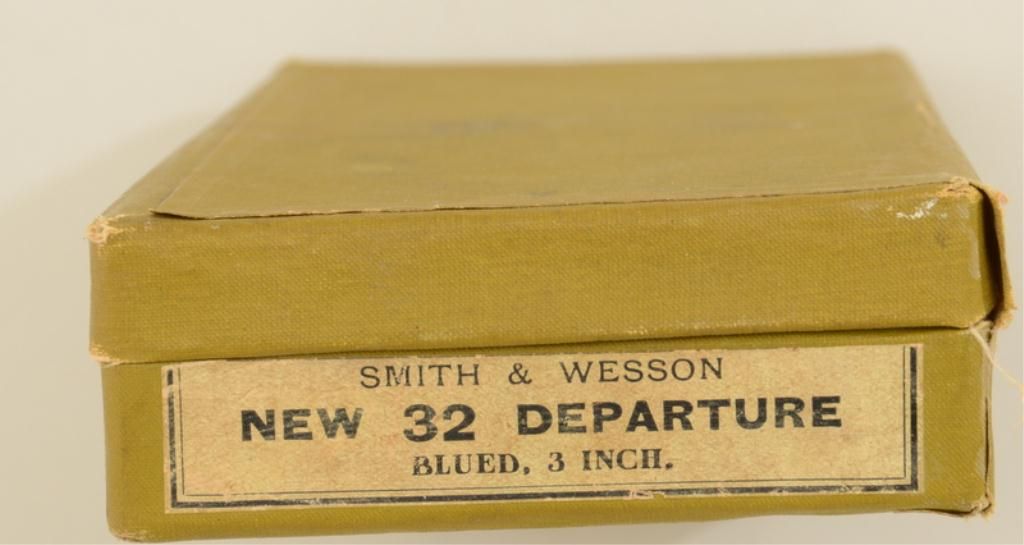 SMITH & WESSON
NEW 32 DEPARTURE
BLUED, 3 INCH.